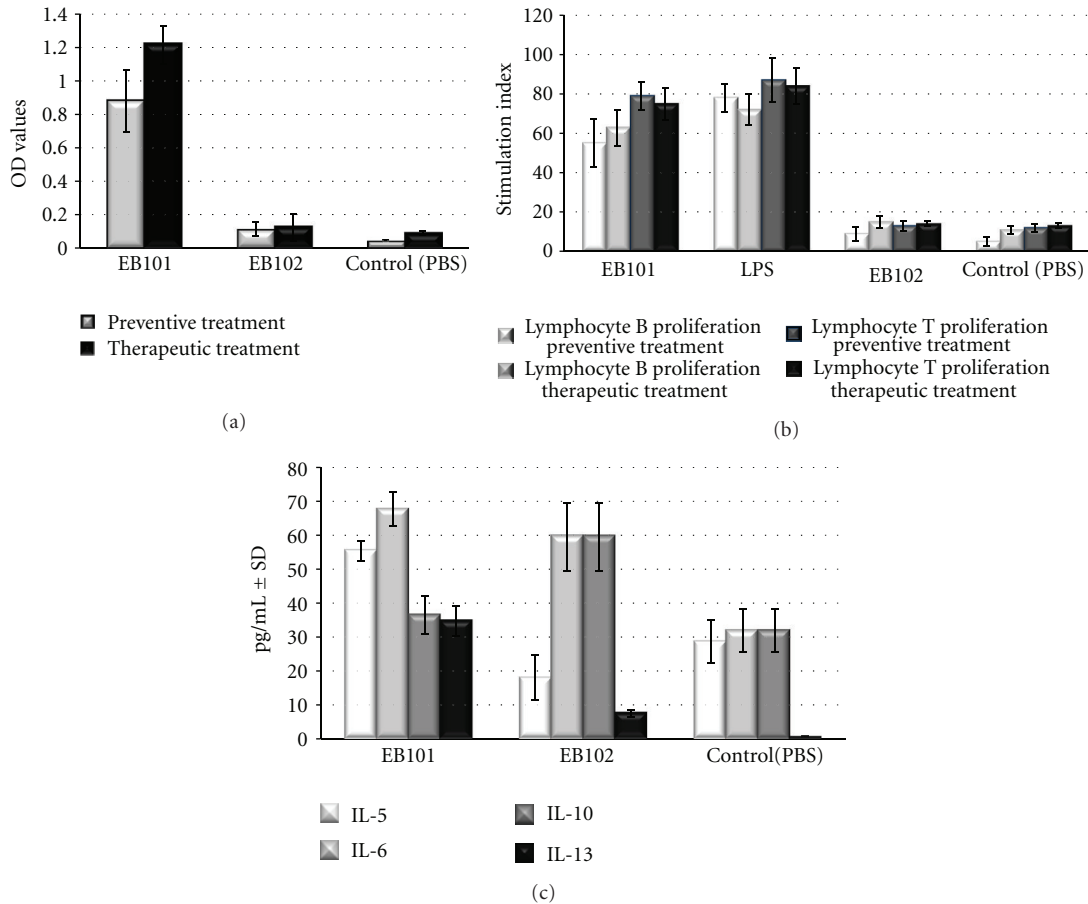 1.4
1.2
1
0.8
0.6
0.4
0.2
0
OD values
EB101
EB102
Control (PBS)
Preventive treatment
Therapeutic treatment
(a)
120
100
80
60
40
20
0
Stimulation index
EB101
LPS
EB102
Control (PBS)
Lymphocyte B proliferation
preventive treatment
Lymphocyte B proliferation
therapeutic treatment
Lymphocyte T proliferation
preventive treatment
Lymphocyte T proliferation
therapeutic treatment
(b)
80
70
60
50
40
30
20
10
0
pg/mL ± SD
EB101
EB102
Control(PBS)
IL-5
IL-6
IL-10
IL-13
(c)